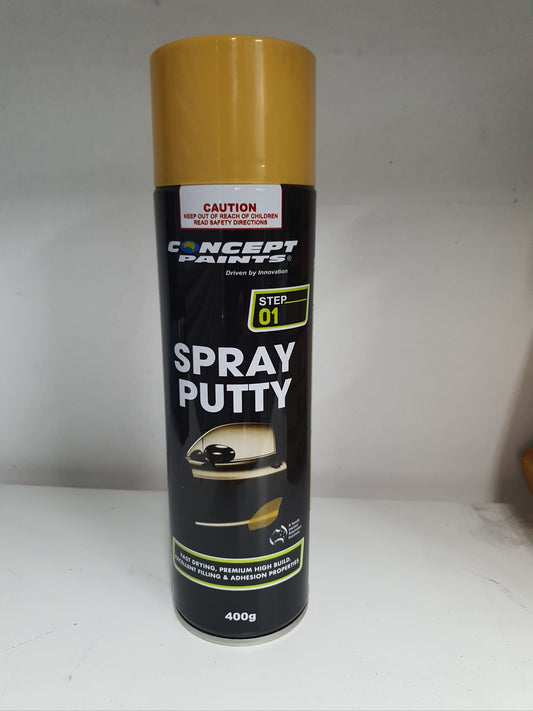 CAUTION
KEEP OUT OF REACH OF CHILDREN
READ SAFETY DIRECTIONS
CONCEPT
PAINTS®
Driven by Innovation
STEP
01
SPRAY
PUTTY
FAST DRYING, PREMIUM HIGH BUILD,
EXCELLENT FILLING & ADHESION PROPERTIES
400g